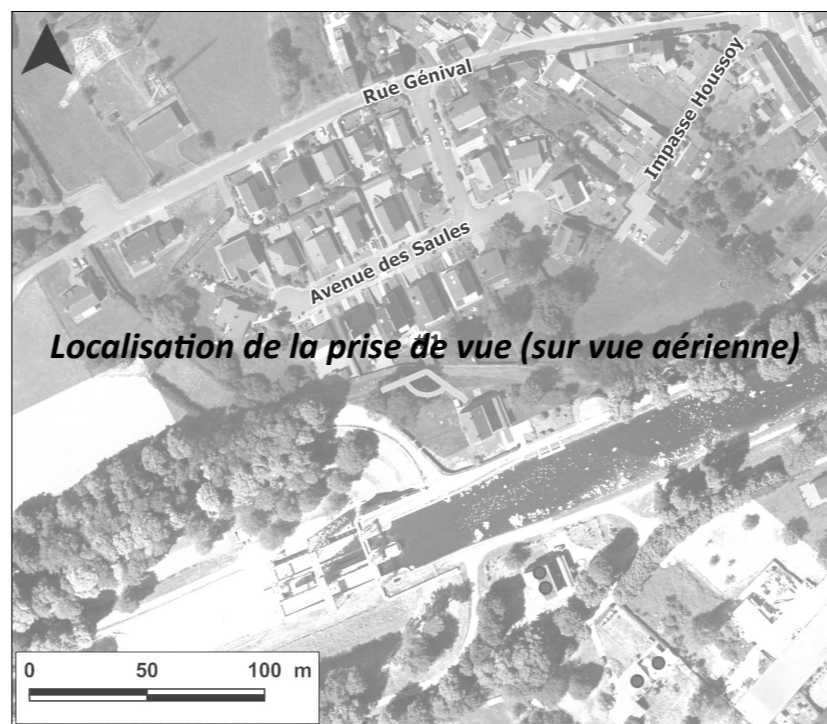 Rue Génival
Impasse Houssoy
Avenue des Saules
Localisation de la prise de vue (sur vue aérienne)
0 50 100 m